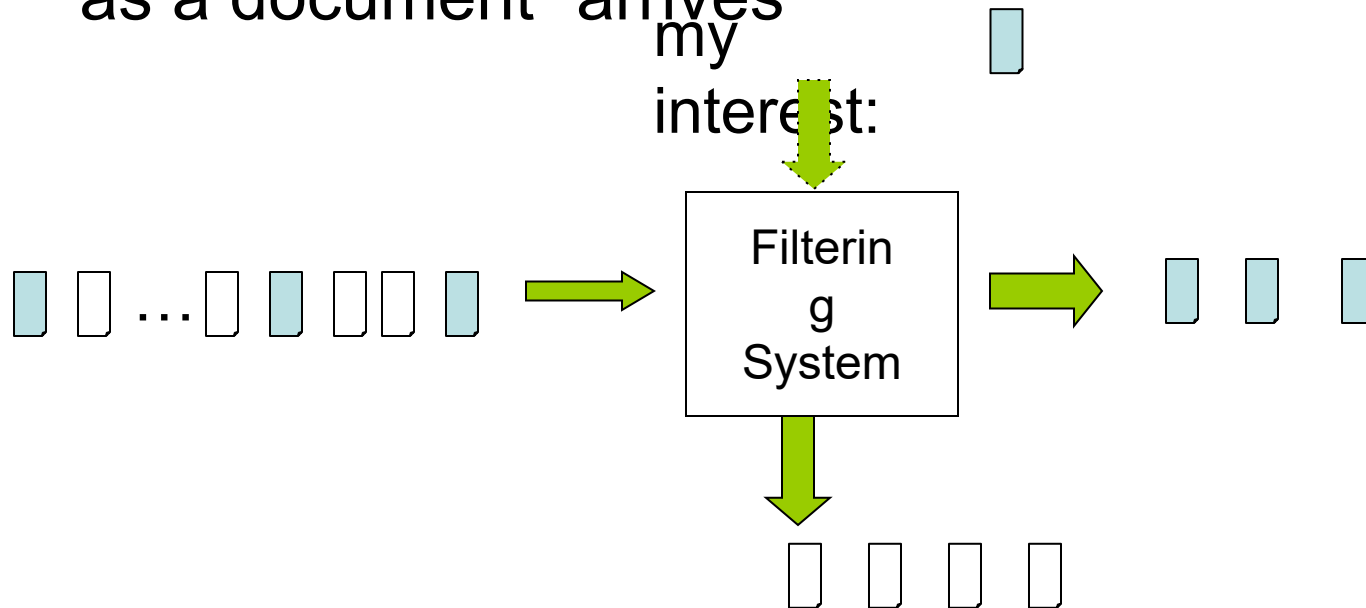 as a document arrives
my
interest:
...
Filterin
g
System